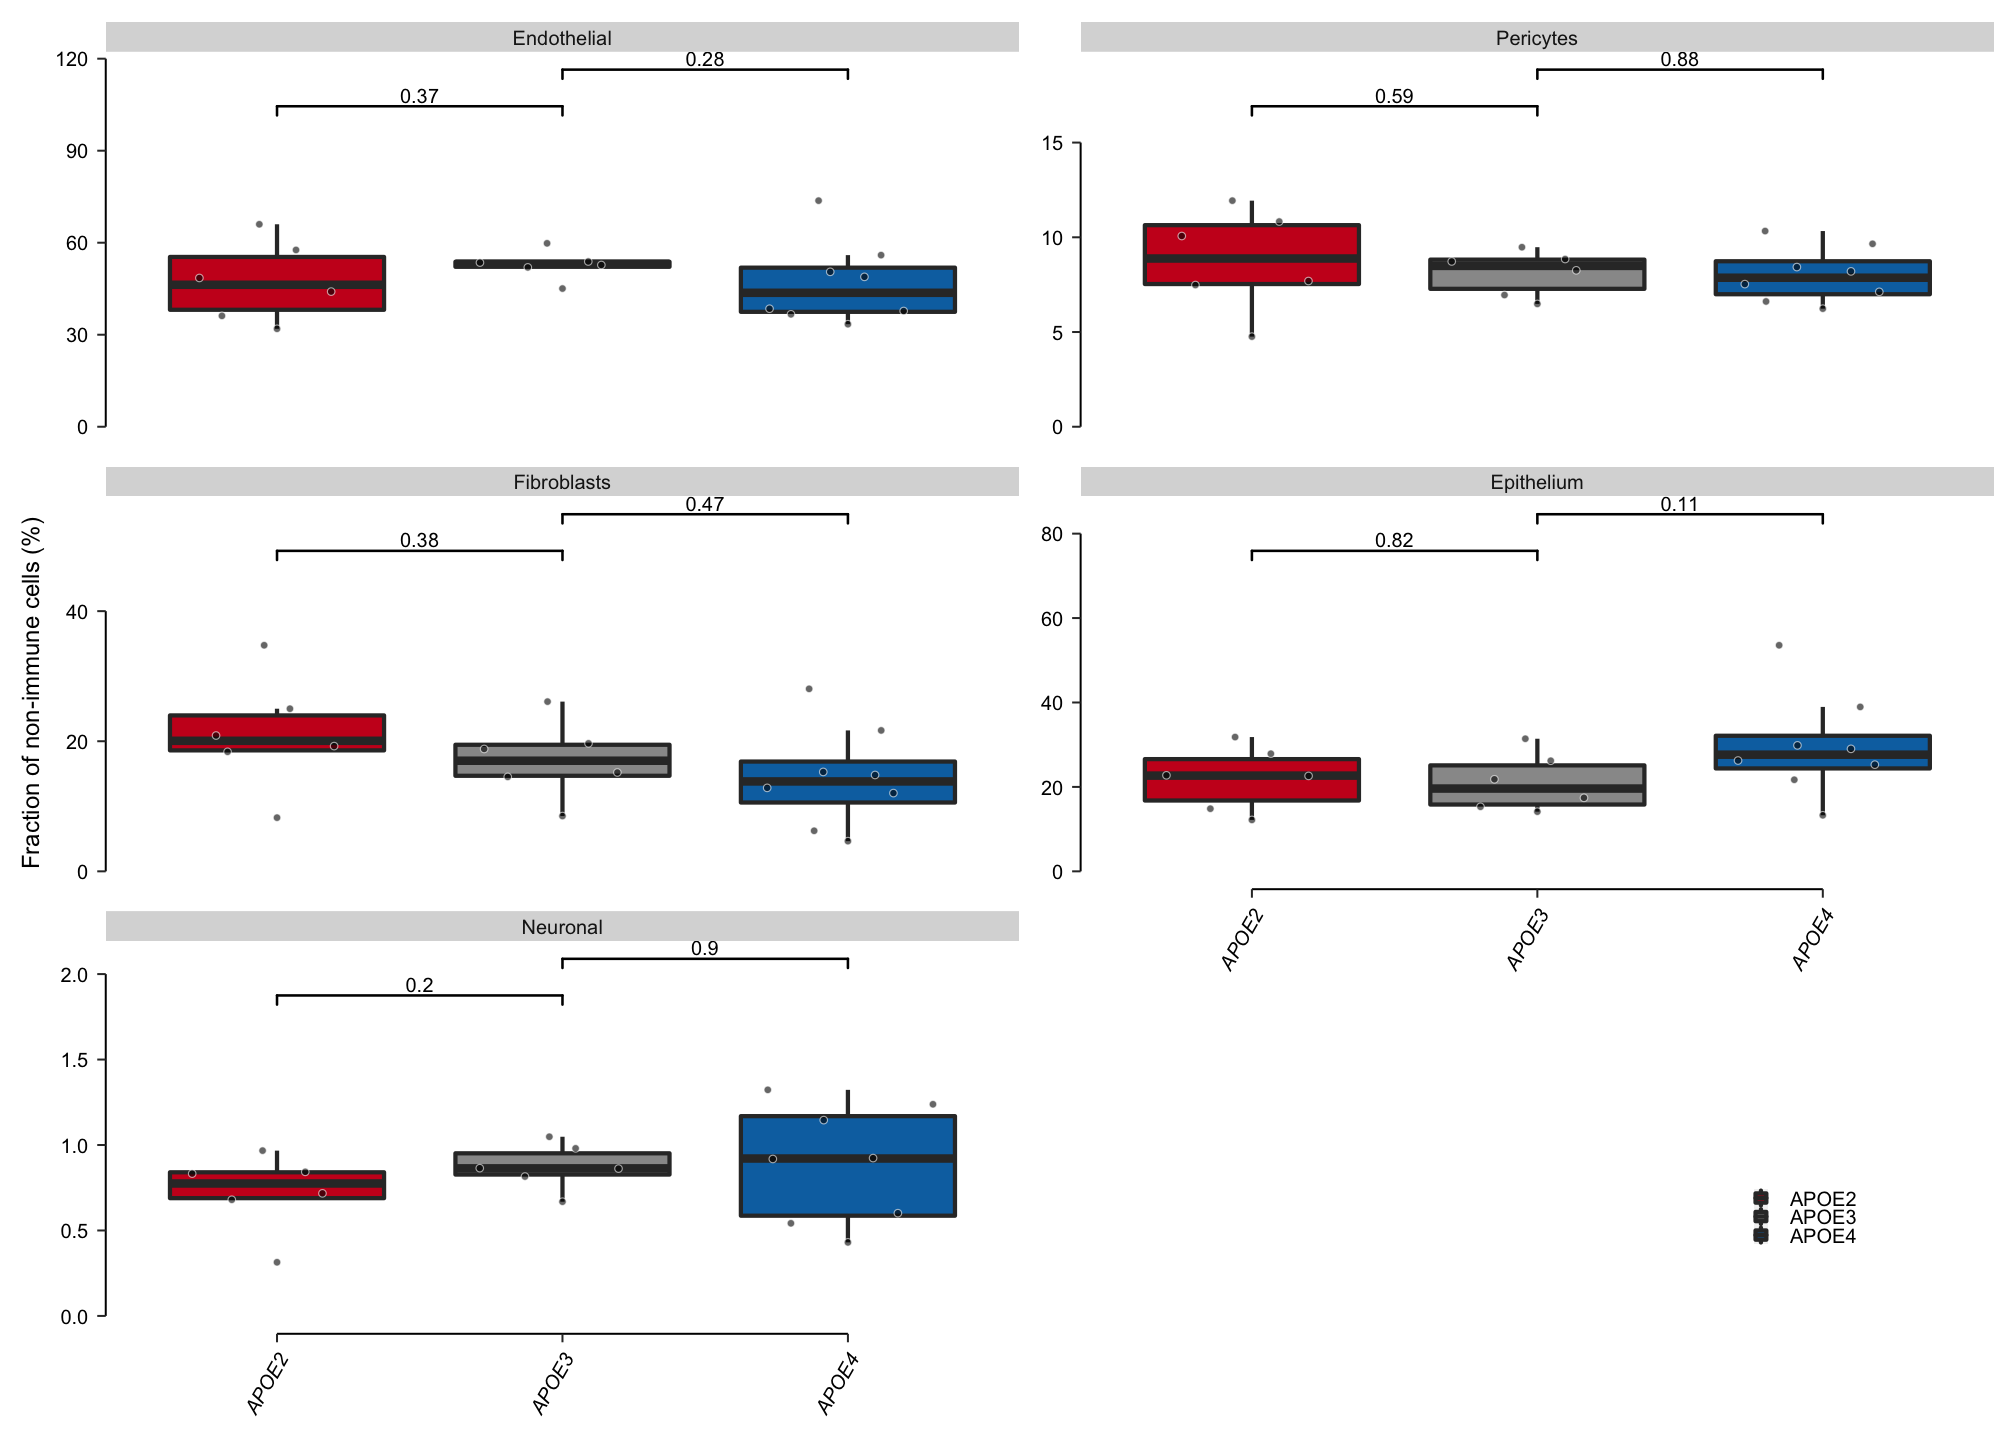 Fraction of non-immune cells (%)
Endothelial
120
90
60
30
0
0.37
0.28
Pericytes
15
10
5
0
0.59
0.88
Fibroblasts
40
20
0
0.38
0.47
Epithelium
80
60
40
20
0
0.82
0.11
APOE2
APOE3
APOE4
Neuronal
2.0
1.5
1.0
0.5
0.0
0.2
0.9
APOE2
APOE3
APOE4
APOE2
APOE3
APOE4